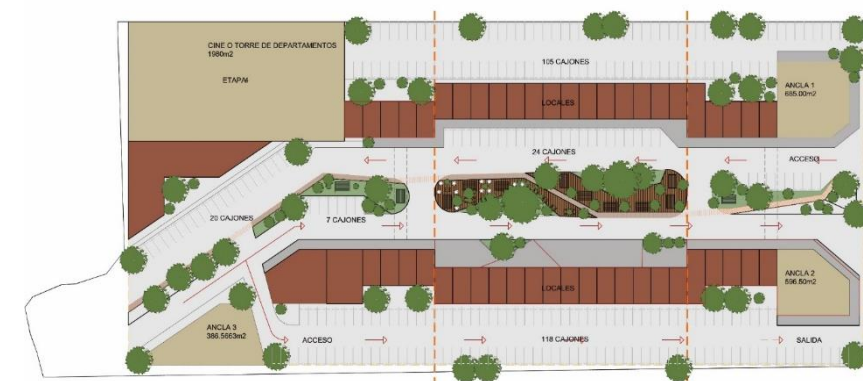 CINE O TORRE DE DEPARTAMENTOS
1980m2
ETAPA4
105 CAJONES
ANCLA 1
685.00m2
LOCALES
24 CAJONES
ACCESO
20 CAJONES
7 CAJONES
ANCLA 2
596.50m2
LOCALES
ANCLA 3
386.5663m2
ACCESO
118 CAJONES
SALIDA